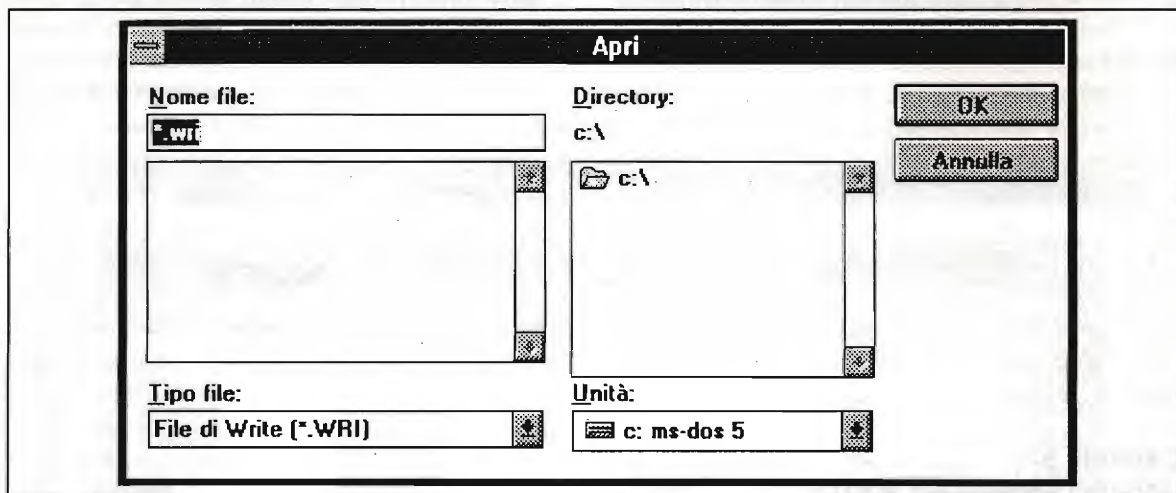 Apri
Nome file:
*.wri
Directory:
c:\
c:\
OK
Annulla
Tipo file:
File di Write (*.WRI)
Unità:
c: ms-dos 5